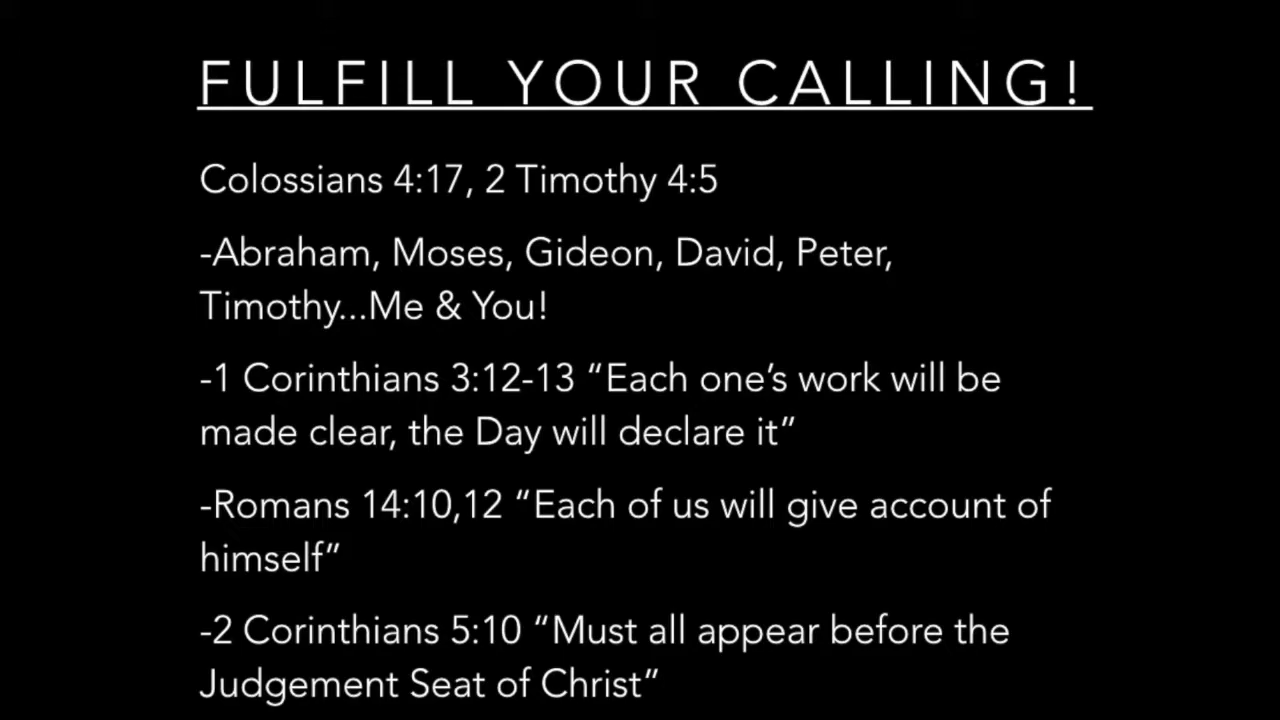 FULFILL YOUR CALLING!
Colossians 4:17, 2 Timothy 4:5
-Abraham, Moses, Gideon, David, Peter,
Timothy...Me & You!
-1 Corinthians 3:12-13 “Each one’s work will be
made clear, the Day will declare it”
-Romans 14:10,12 “Each of us will give account of
himself”
-2 Corinthians 5:10 “Must all appear before the
Judgement Seat of Christ”